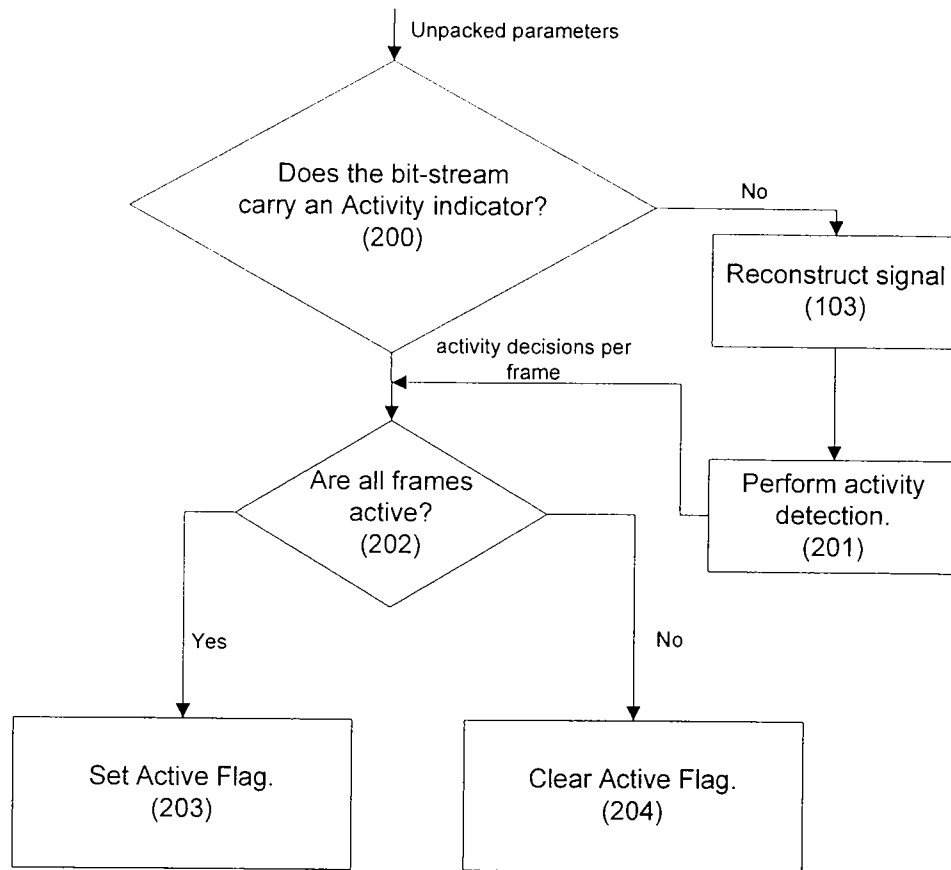 Unpacked parameters
Does the bit-stream
carry an Activity indicator?
(200)
No
Reconstruct signal
(103)
activity decisions per
frame
Are all frames
active?
(202)
Perform activity
detection.
(201)
Yes
No
Set Active Flag.
(203)
Clear Active Flag.
(204)